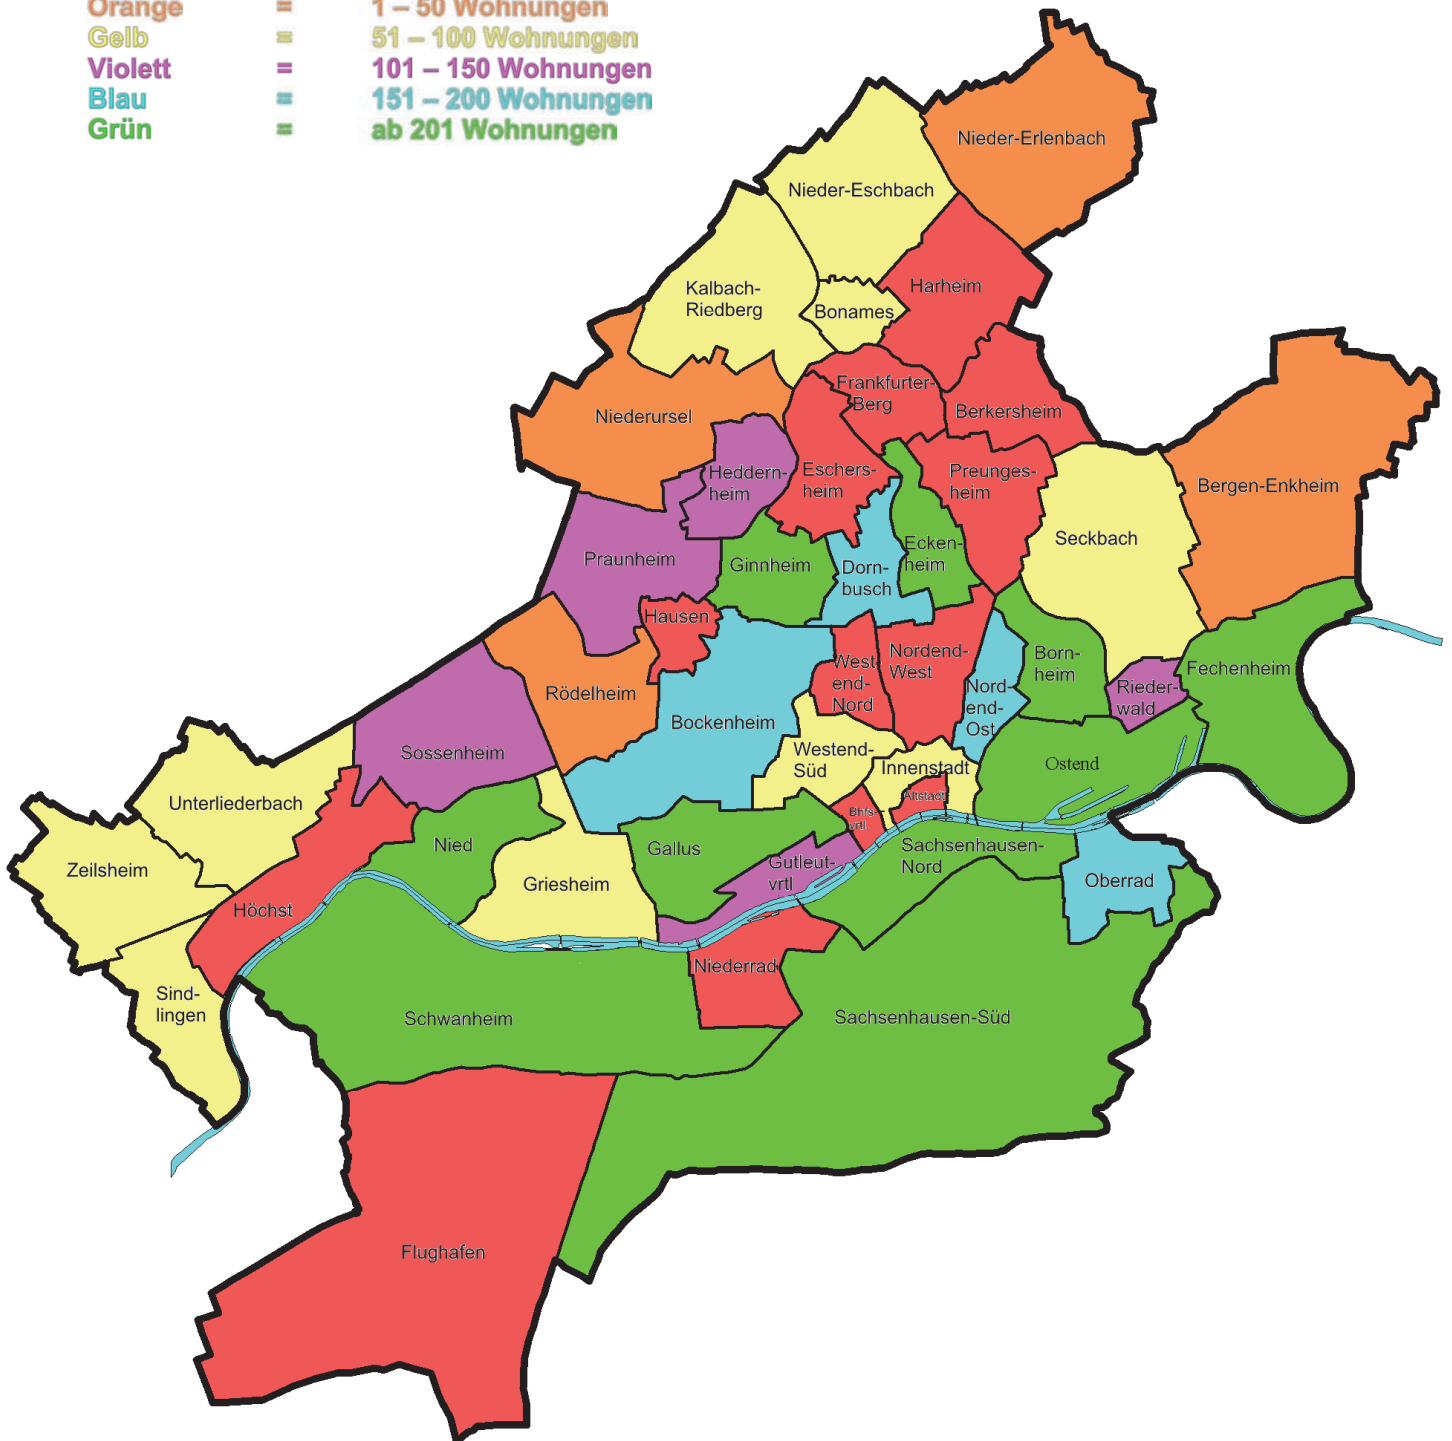 Orange = 1 – 50 Wohnungen
Gelb = 51 – 100 Wohnungen
Violett = 101 – 150 Wohnungen
Blau = 151 – 200 Wohnungen
Grün = ab 201 Wohnungen
Nieder-Erlenbach
Nieder-Eschbach
Kalbach-
Riedberg
Harheim
Bonames
Frankfurter-
Berg
Berkersheim
Niederursel
Heddern-
heim
Eschers-
heim
Preunges-
heim
Bergen-Enkheim
Seckbach
Praunheim
Ginnheim
Dorn-
busch
Ecken-
heim
Hausen
West-
end-
Nord
Nordend-
West
Born-
heim
Fechenheim
Rödelheim
Nord-
end-
Ost
Rieder-
wald
Bockenheim
Sossenheim
Westend-
Süd
Innenstadt
Ostend
Unterliederbach
Altstadt
Bhfs-
vrtl.
Zeilsheim
Nied
Gallus
Gutleut-
vrtl
Sachsenhausen-
Nord
Griesheim
Oberrad
Höchst
Niederrad
Sind-
lingen
Schwanheim
Sachsenhausen-Süd
Flughafen